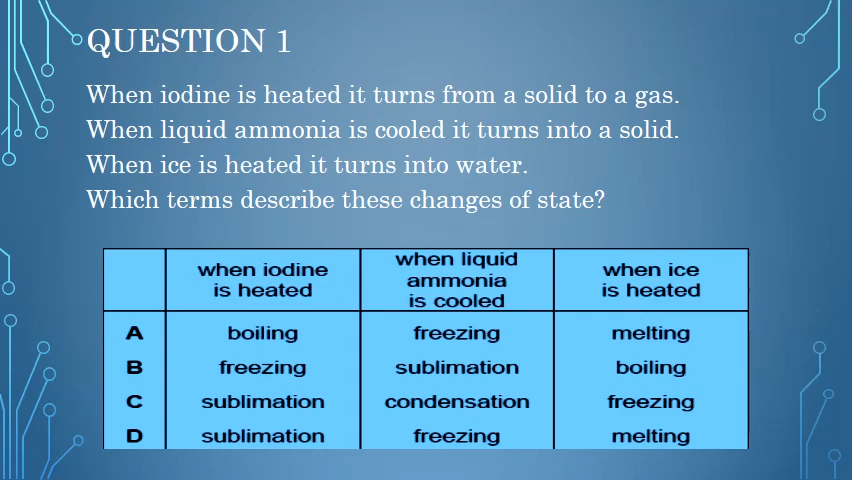 QUESTION 1
When iodine is heated it turns from a solid to a gas.
When liquid ammonia is cooled it turns into a solid.
When ice is heated it turns into water.
Which terms describe these changes of state?
when iodine is heated | when liquid ammonia is cooled | when ice is heated
A boiling freezing melting
B freezing sublimation boiling
C sublimation condensation freezing
D sublimation freezing melting